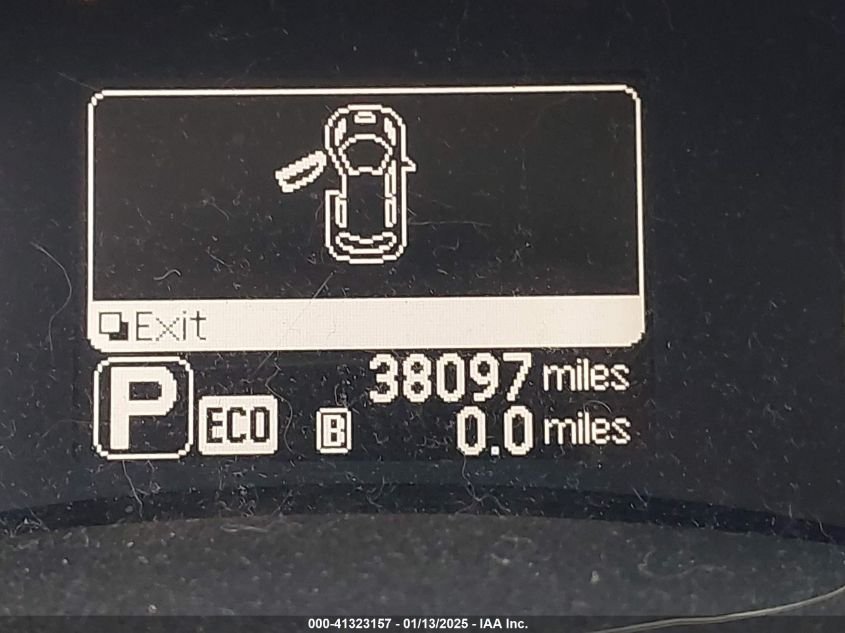 Exit
P
38097 miles
ECO
B
0.0 miles
000-41323157 - 01/13/2025 - IAA Inc.